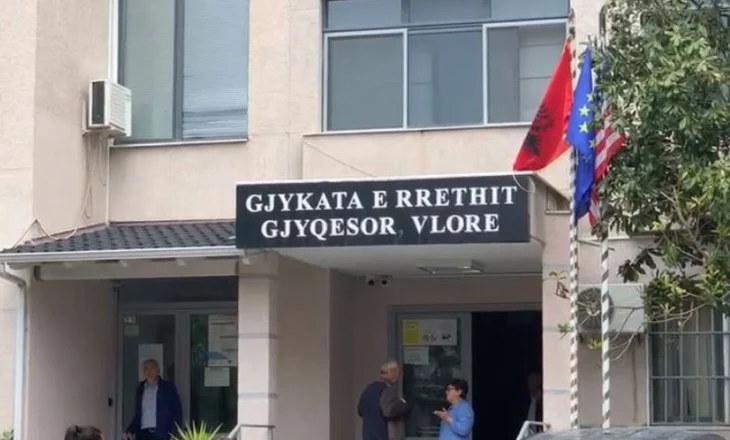 GJYKATA E RRETHIT
GJYQESOR, VLORE